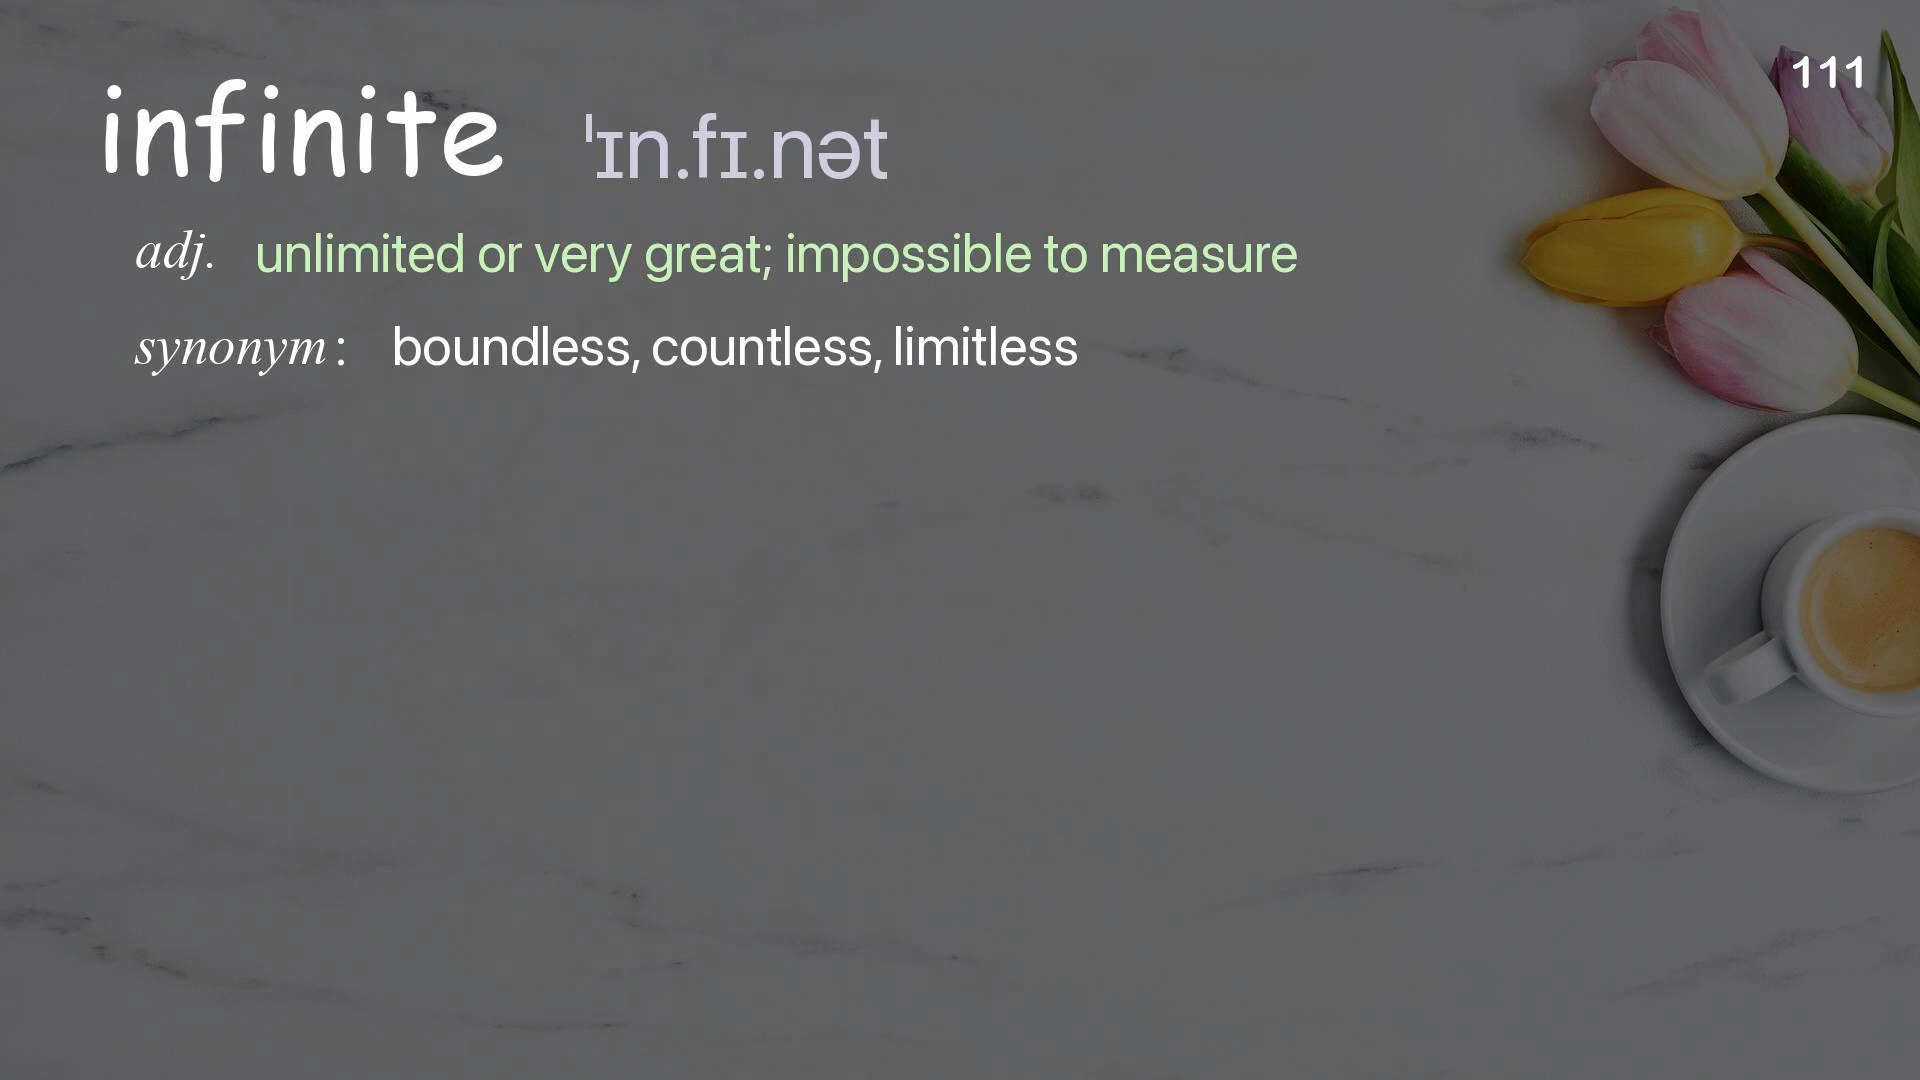 111
infinite ˈɪn.fɪ.nət
adj. unlimited or very great; impossible to measure
synonym: boundless, countless, limitless